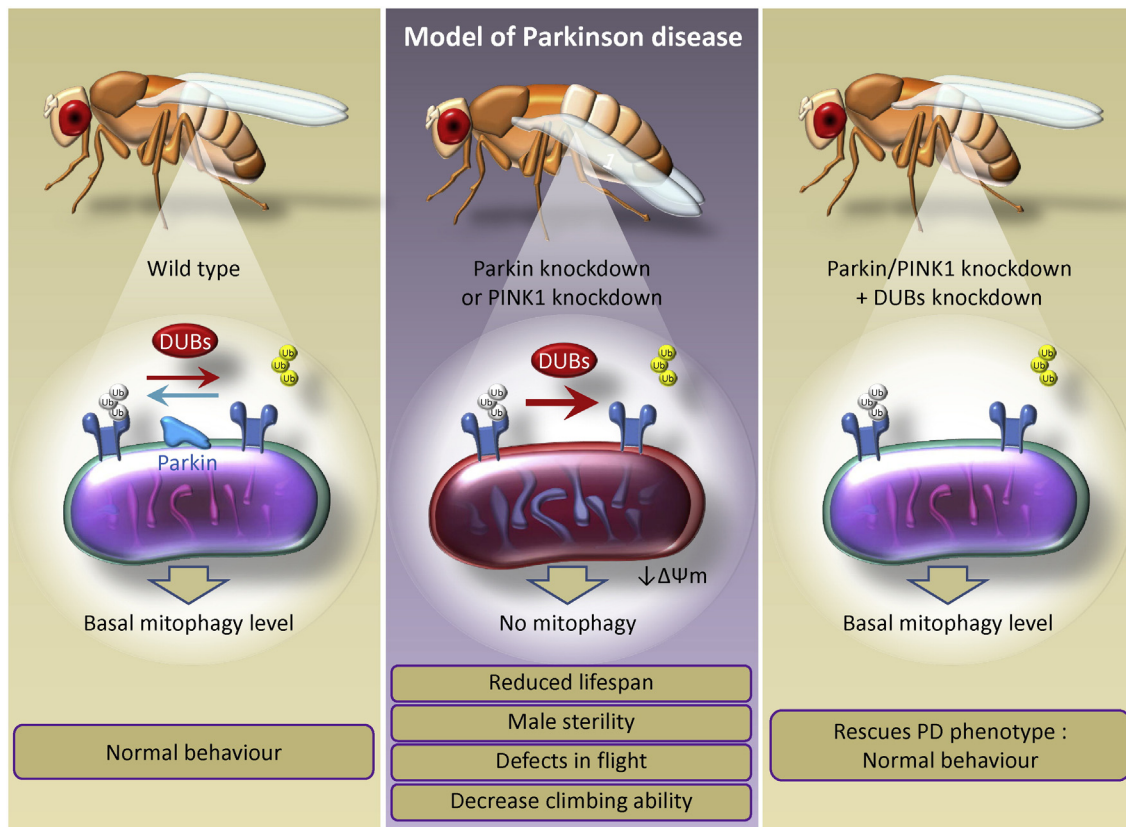 Model of Parkinson disease
1
Wild type
Parkin knockdown
or PINK1 knockdown
Parkin/PINK1 knockdown
+ DUBs knockdown
DUBs
Ub
Ub
Ub
Ub
Ub
Ub
Parkin
Basal mitophagy level
Normal behaviour
DUBs
Ub
Ub
Ub
Ub
Ub
Ub
↓ΔΨm
No mitophagy
Reduced lifespan
Male sterility
Defects in flight
Decrease climbing ability
Ub
Ub
Ub
Ub
Ub
Ub
Basal mitophagy level
Rescues PD phenotype :
Normal behaviour